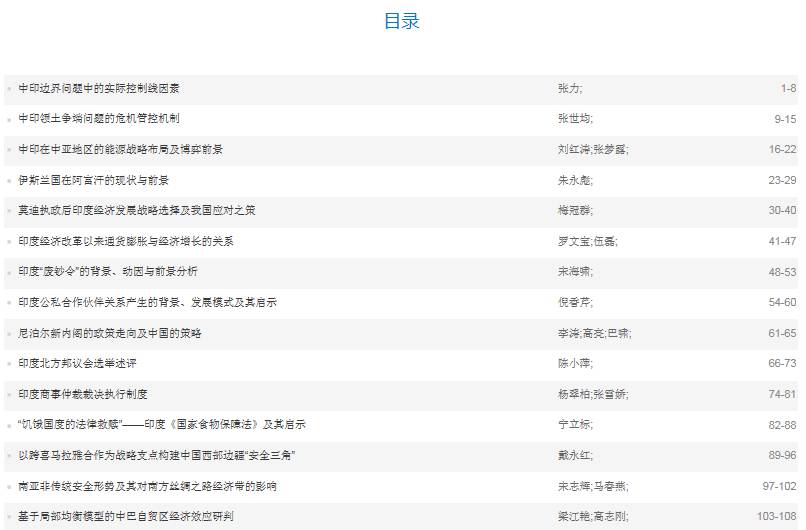 目录
中印边界问题中的实际控制线因素 张力; 1-8
中印领土争端问题的危机管控机制 张世均; 9-15
中印在中亚地区的能源战略布局及博弈前景 刘红涛;张梦露; 16-22
伊斯兰国在阿富汗的现状与前景 朱永彪; 23-29
莫迪执政后印度经济发展战略选择及我国应对之策 梅冠群; 30-40
印度经济改革以来通货膨胀与经济增长的关系 罗文宝;伍磊; 41-47
印度“废钞令”的背景、动因与前景分析 宋海啸; 48-53
印度公私合作伙伴关系产生的背景、发展模式及其启示 倪香芹; 54-60
尼泊尔新内阁的政策走向及中国的策略 李涛;高亮;巴骕; 61-65
印度北方邦议会选举述评 陈小萍; 66-73
印度商事仲裁裁决执行制度 杨翠柏;张雪娇; 74-81
“饥饿国度的法律救赎”——印度《国家食物保障法》及其启示 宁立标; 82-88
以跨喜马拉雅合作为战略支点构建中国西部边疆“安全三角” 戴永红; 89-96
南亚非传统安全形势及其对南方丝绸之路经济带的影响 宋志辉;马春燕; 97-102
基于局部均衡模型的中巴自贸区经济效应研判 梁江艳;高志刚; 103-108